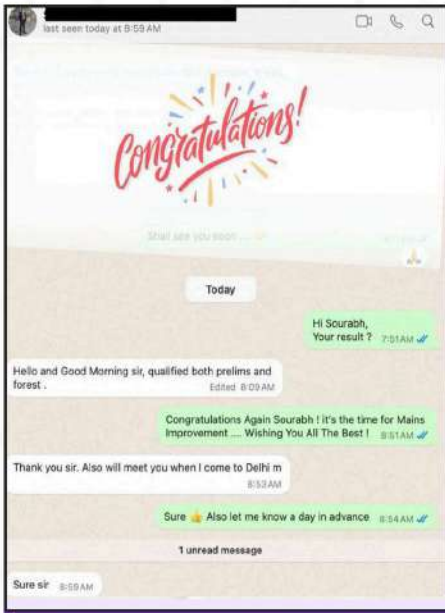 last seen today at 8:59 AM
Congratulations!
Shall see you soon ....
Today
Hi Sourabh,
Your result ? 7:51 AM
Hello and Good Morning sir, qualified both prelims and
forest . Edited 8:09 AM
Congratulations Again Sourabh ! it's the time for Mains
Improvement .... Wishing You All The Best ! 8:51 AM
Thank you sir. Also will meet you when I come to Delhi m
8:53 AM
Sure 👍 Also let me know a day in advance 8:54 AM
1 unread message
Sure sir 8:59 AM